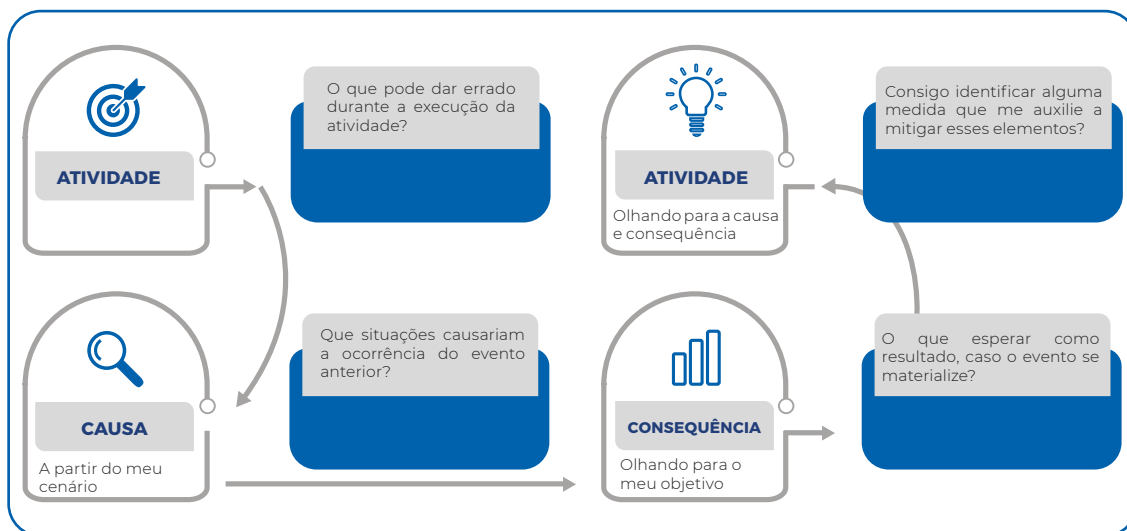 ATIVIDADE
O que pode dar errado
durante a execução da
atividade?
CAUSA
A partir do meu
cenário
Que situações causariam
a ocorrência do evento
anterior?
CONSEQUÊNCIA
Olhando para o
meu objetivo
O que esperar como
resultado, caso o evento se
materialize?
ATIVIDADE
Olhando para a causa
e consequência
Consigo identificar alguma
medida que me auxilie a
mitigar esses elementos?